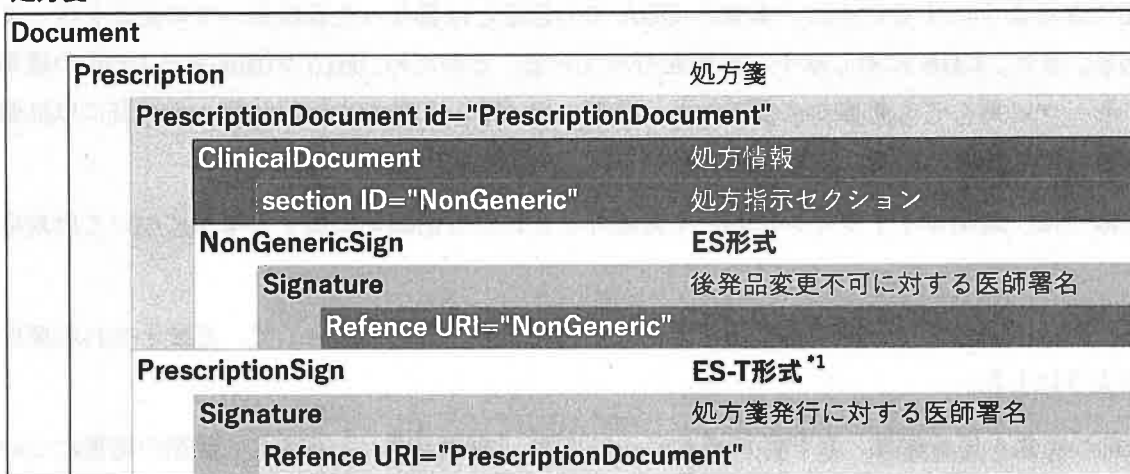 Document
Prescription 処方箋
PrescriptionDocument id="PrescriptionDocument"
ClinicalDocument 処方情報
section ID="NonGeneric" 処方指示セクション
NonGenericSign ES形式
Signature 後発品変更不可に対する医師署名
Refence URI="NonGeneric"
PrescriptionSign ES-T形式 *1
Signature 処方箋発行に対する医師署名
Refence URI="PrescriptionDocument"